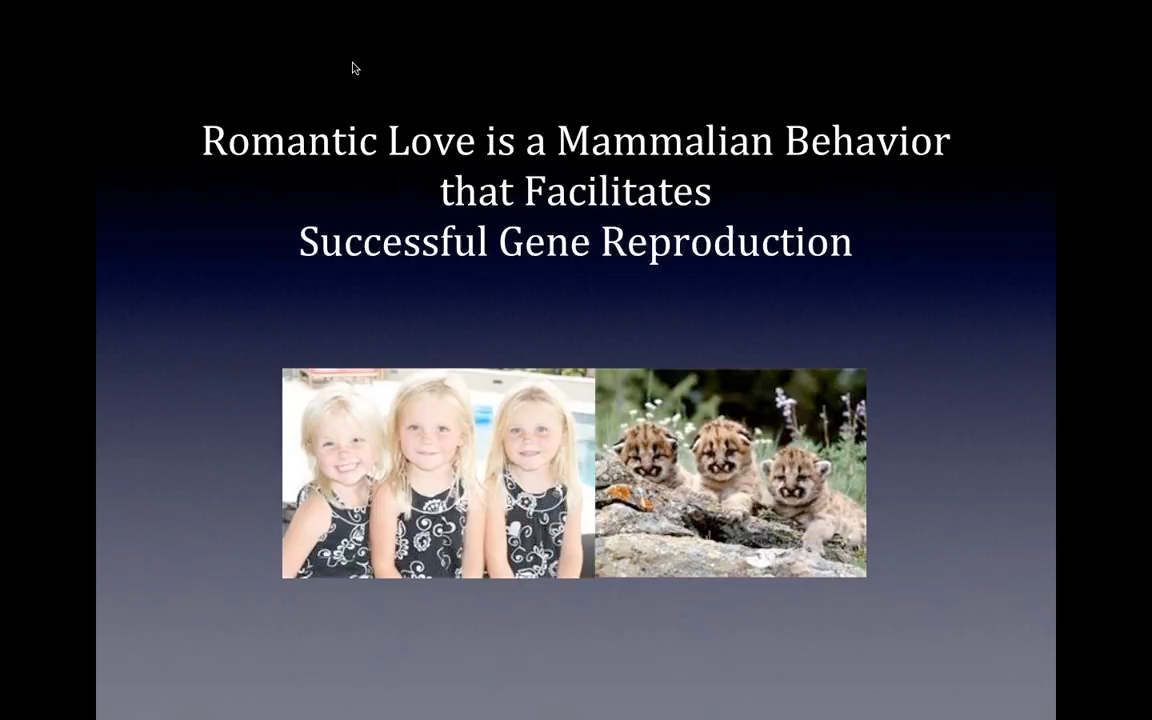 Romantic Love is a Mammalian Behavior
that Facilitates
Successful Gene Reproduction